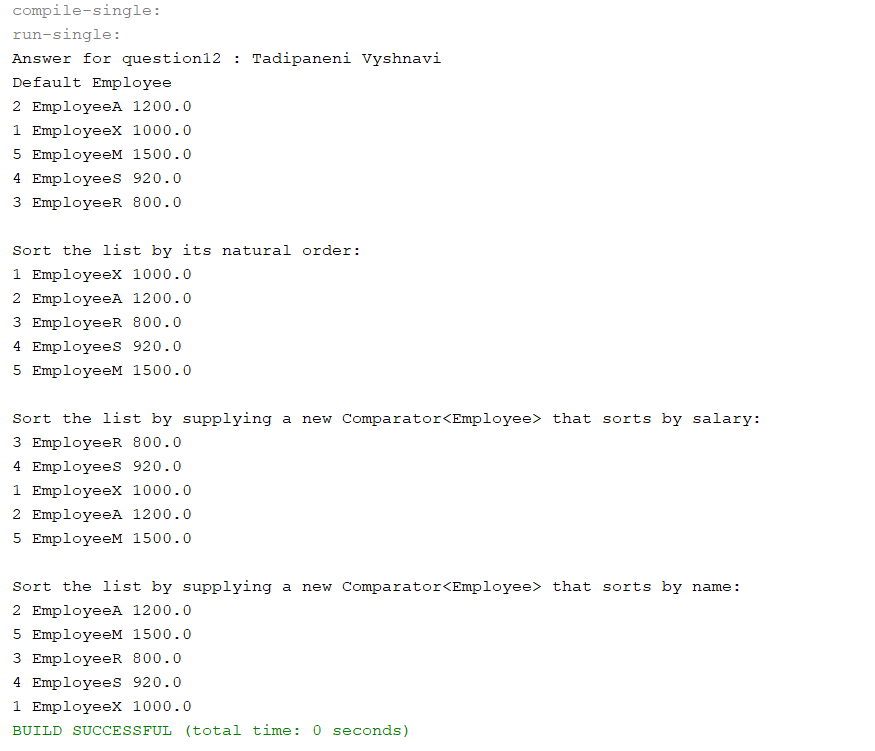 compile-single:
run-single:
Answer for question12 : Tadipaneni Vyshnavi
Default Employee
2 EmployeeA 1200.0
1 EmployeeX 1000.0
5 EmployeeM 1500.0
4 EmployeeS 920.0
3 EmployeeR 800.0

Sort the list by its natural order:
1 EmployeeX 1000.0
2 EmployeeA 1200.0
3 EmployeeR 800.0
4 EmployeeS 920.0
5 EmployeeM 1500.0

Sort the list by supplying a new Comparator<Employee> that sorts by salary:
3 EmployeeR 800.0
4 EmployeeS 920.0
1 EmployeeX 1000.0
2 EmployeeA 1200.0
5 EmployeeM 1500.0

Sort the list by supplying a new Comparator<Employee> that sorts by name:
2 EmployeeA 1200.0
5 EmployeeM 1500.0
3 EmployeeR 800.0
4 EmployeeS 920.0
1 EmployeeX 1000.0
BUILD SUCCESSFUL (total time: 0 seconds)